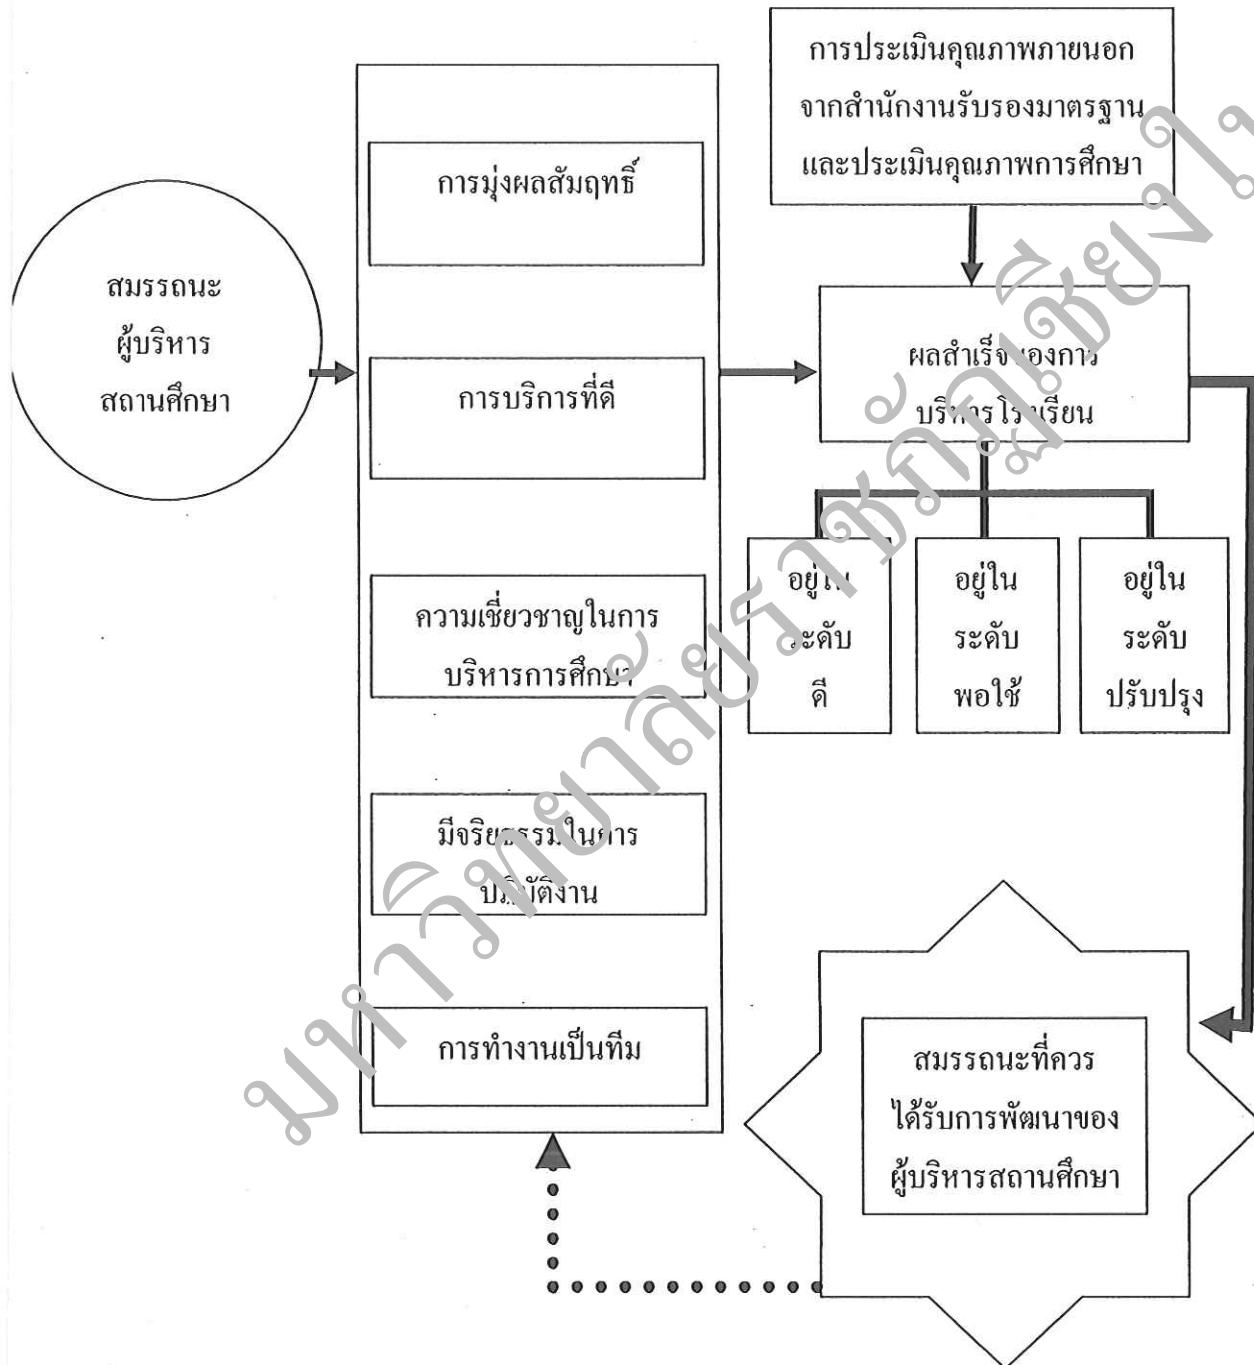 สมรรถนะ
ผู้บริหาร
สถานศึกษา
การมุ่งผลสัมฤทธิ์
การบริการที่ดี
ความเชี่ยวชาญในการ
บริหารการศึกษา
มีจริยธรรมในการ
ปฏิบัติงาน
การทำงานเป็นทีม
การประเมินคุณภาพภายนอก
จากสำนักงานรับรองมาตรฐาน
และประเมินคุณภาพการศึกษา
ผลสำเร็จของการ
บริหารโรงเรียน
อยู่ใน
ระดับ
ดี
อยู่ใน
ระดับ
พอใช้
อยู่ใน
ระดับ
ปรับปรุง
สมรรถนะที่ควร
ได้รับการพัฒนาของ
ผู้บริหารสถานศึกษา
มหาวิทยาลัยราชภัฏเชียงให